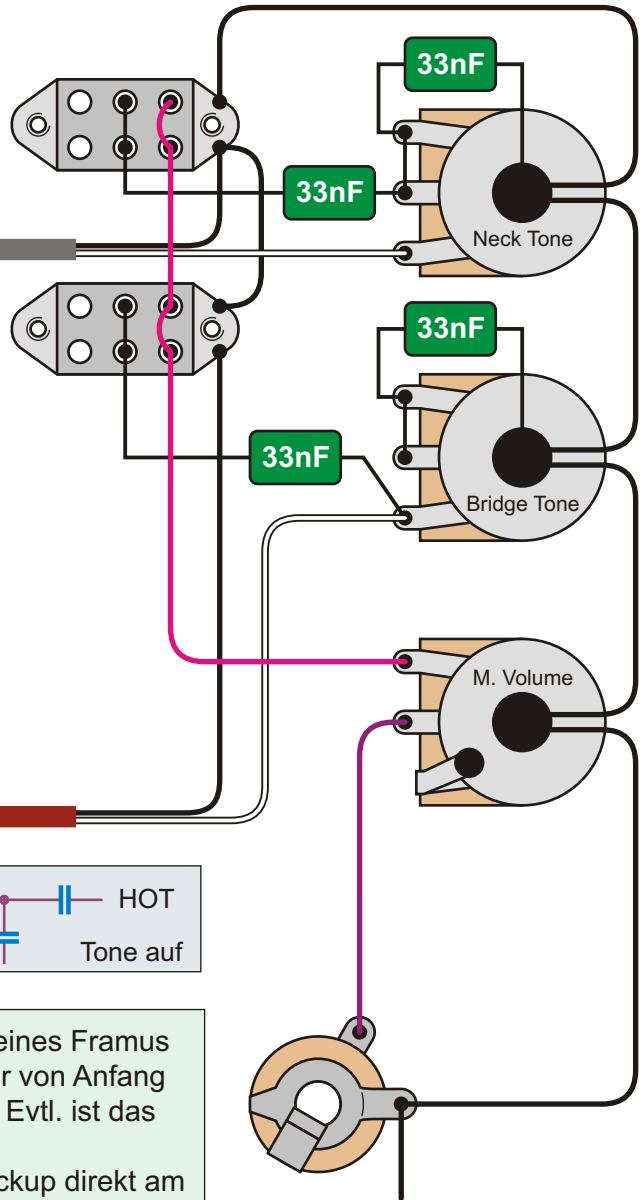 33nF
33nF
Neck Tone
33nF
33nF
Bridge Tone
M. Volume
HOT
Tone auf
eines Framus
r von Anfang
Evtl. ist das
ckup direkt am